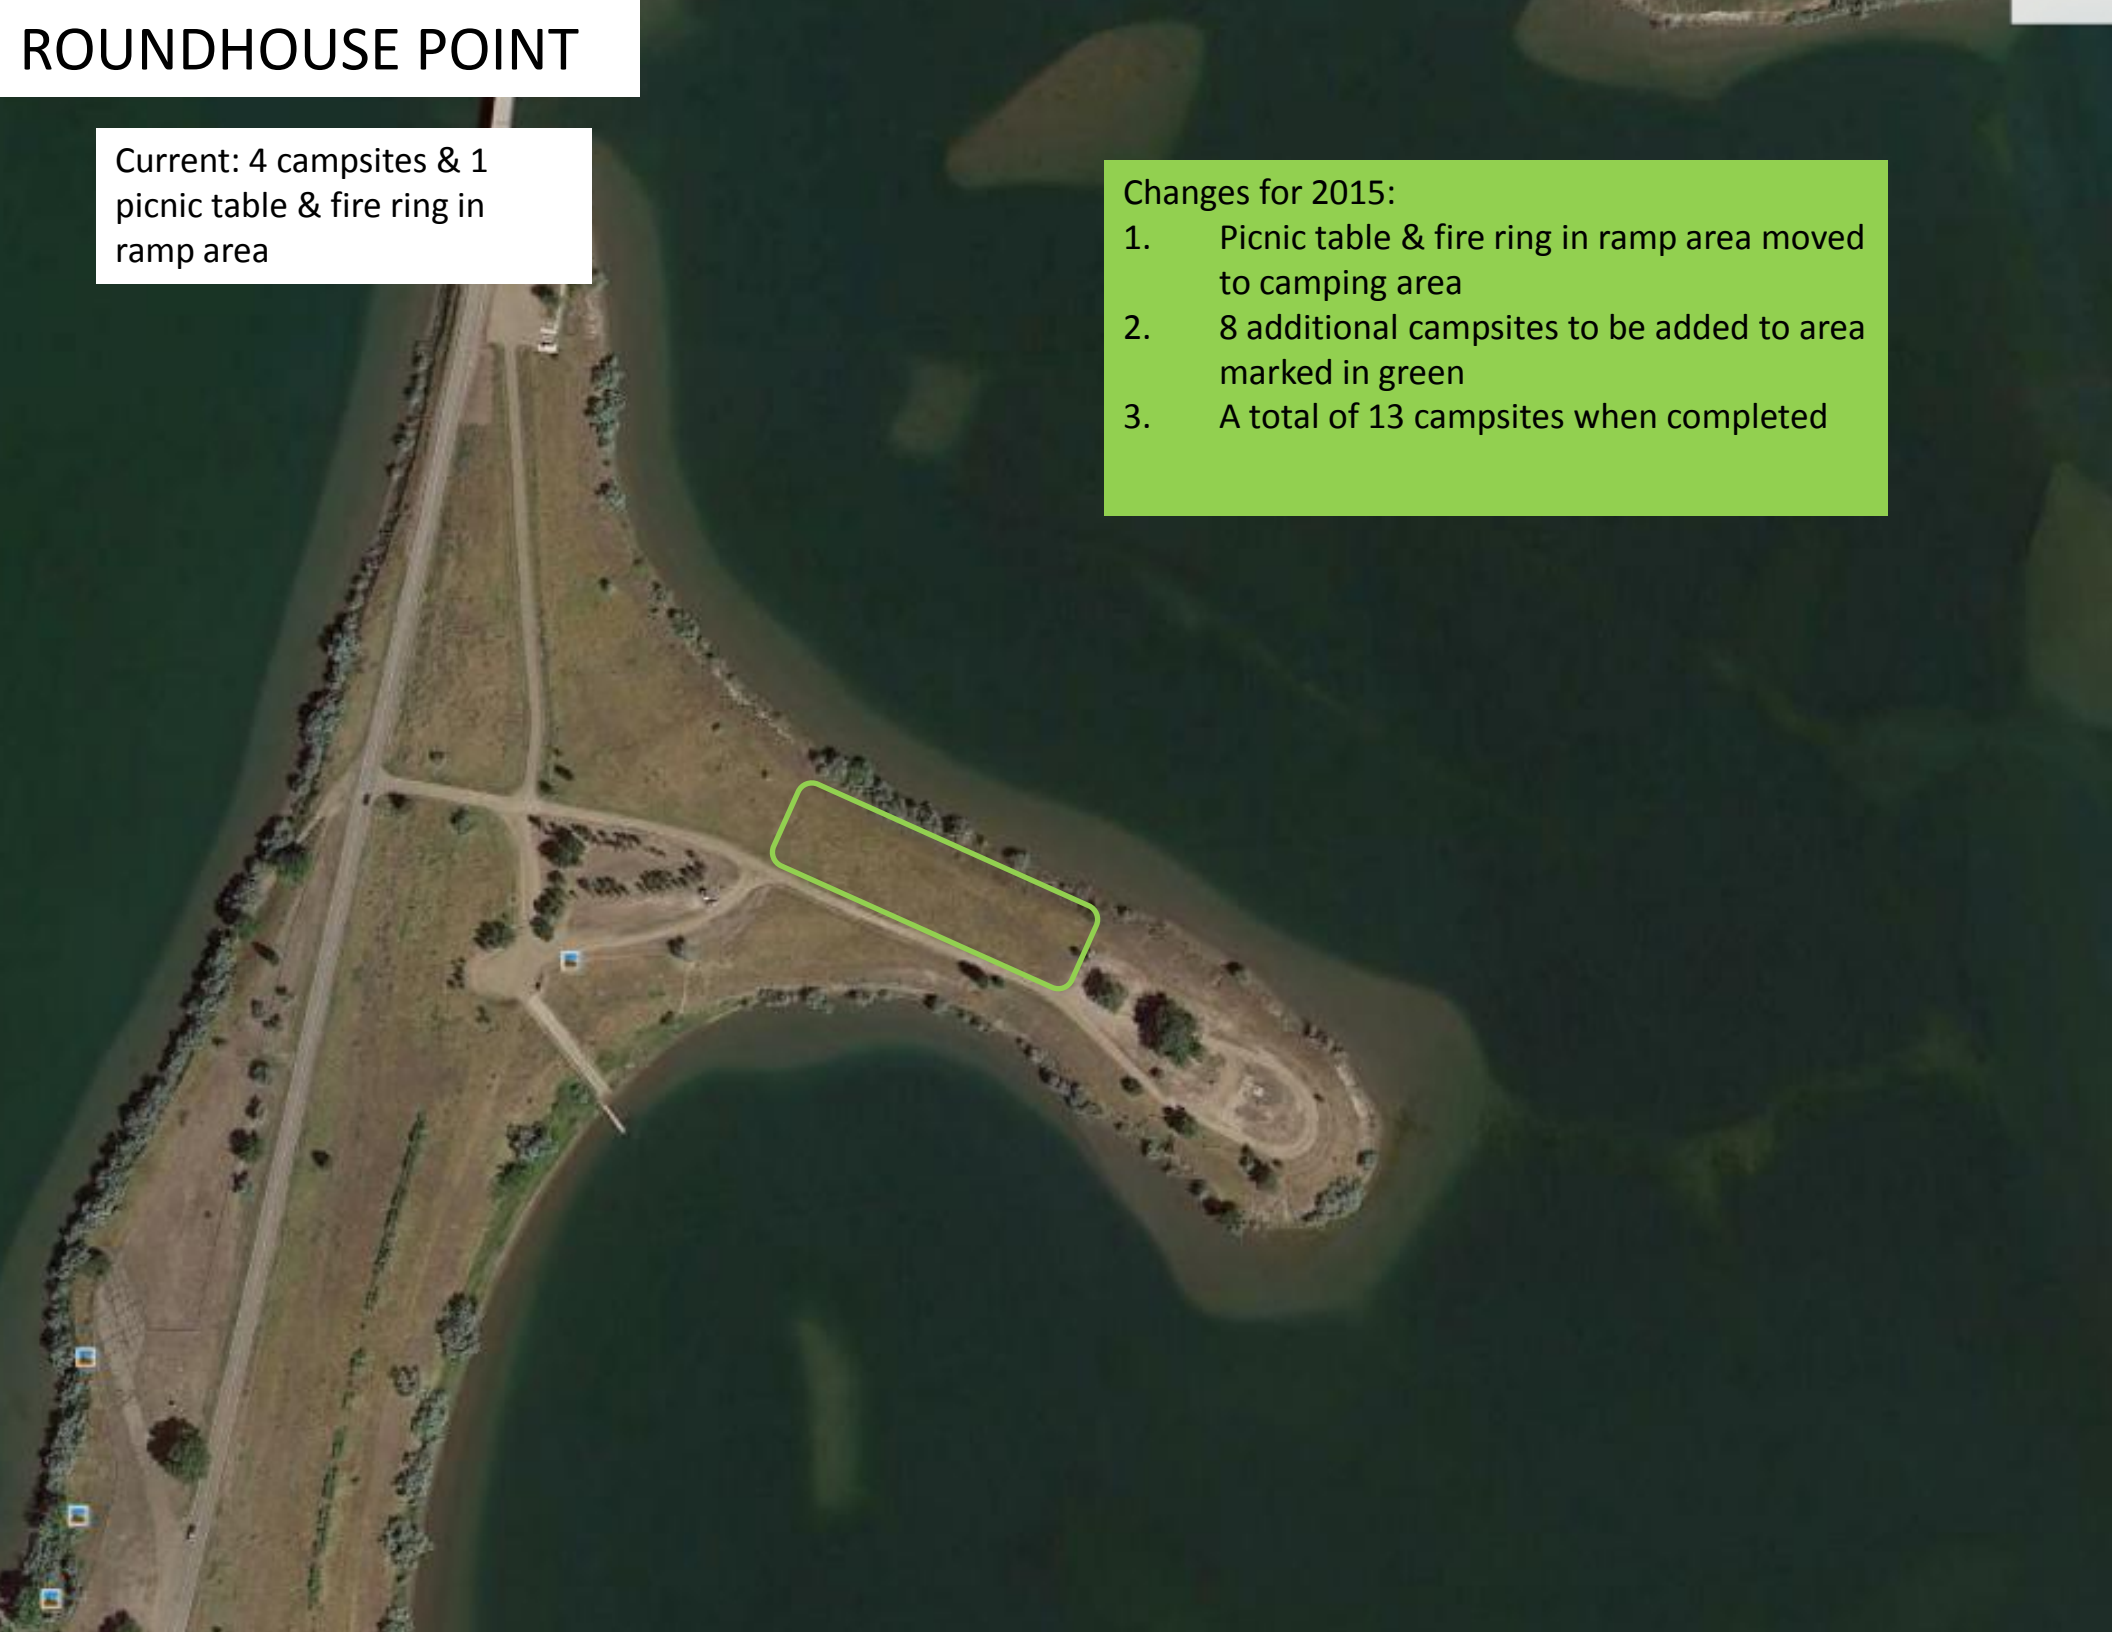 ROUNDHOUSE POINT
Current: 4 campsites & 1
picnic table & fire ring in
ramp area
Changes for 2015:
1. Picnic table & fire ring in ramp area moved
to camping area
2. 8 additional campsites to be added to area
marked in green
3. A total of 13 campsites when completed